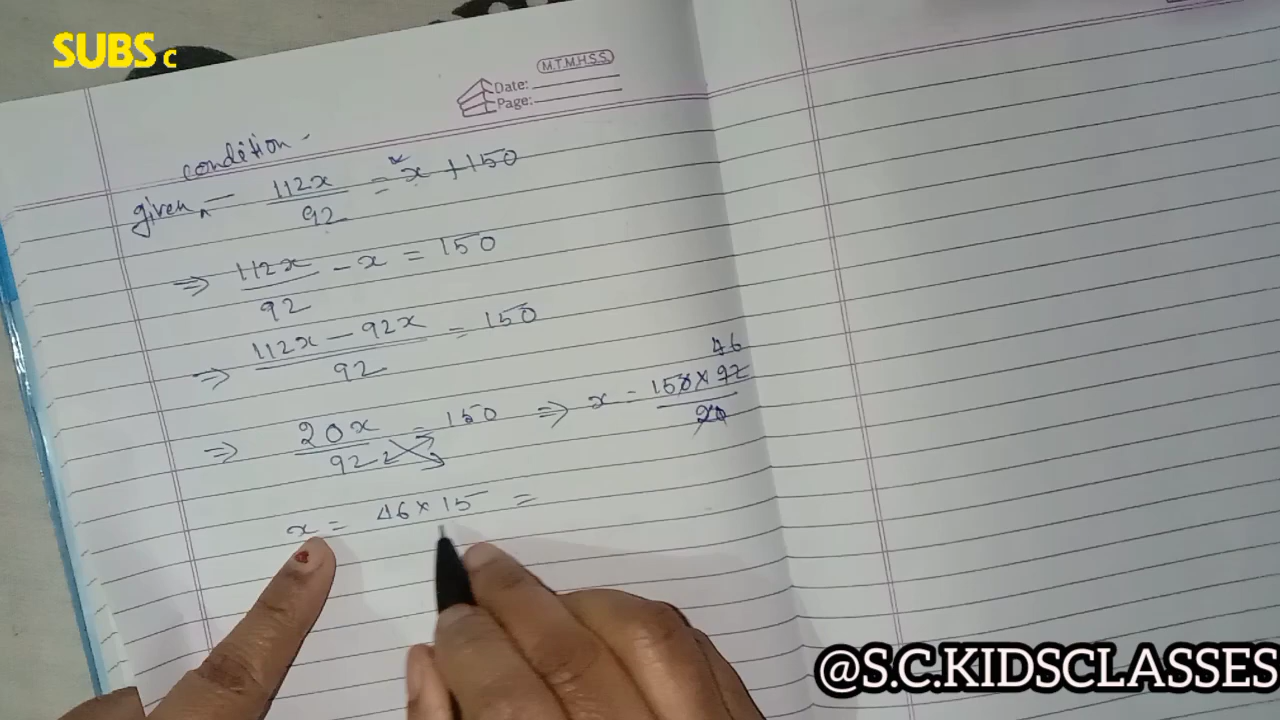 SUBS c
M.T.M.H.S.S.
Date:
Page:
condition -
given - 112x/92 = x + 150
⇒ 112x/92 - x = 150
⇒ 112x - 92x/92 = 150
46
⇒ 20x/92 = 150 ⇒ x = 150 × 92/20
x = 46 × 15 =
@S.C.KIDSCLASSES